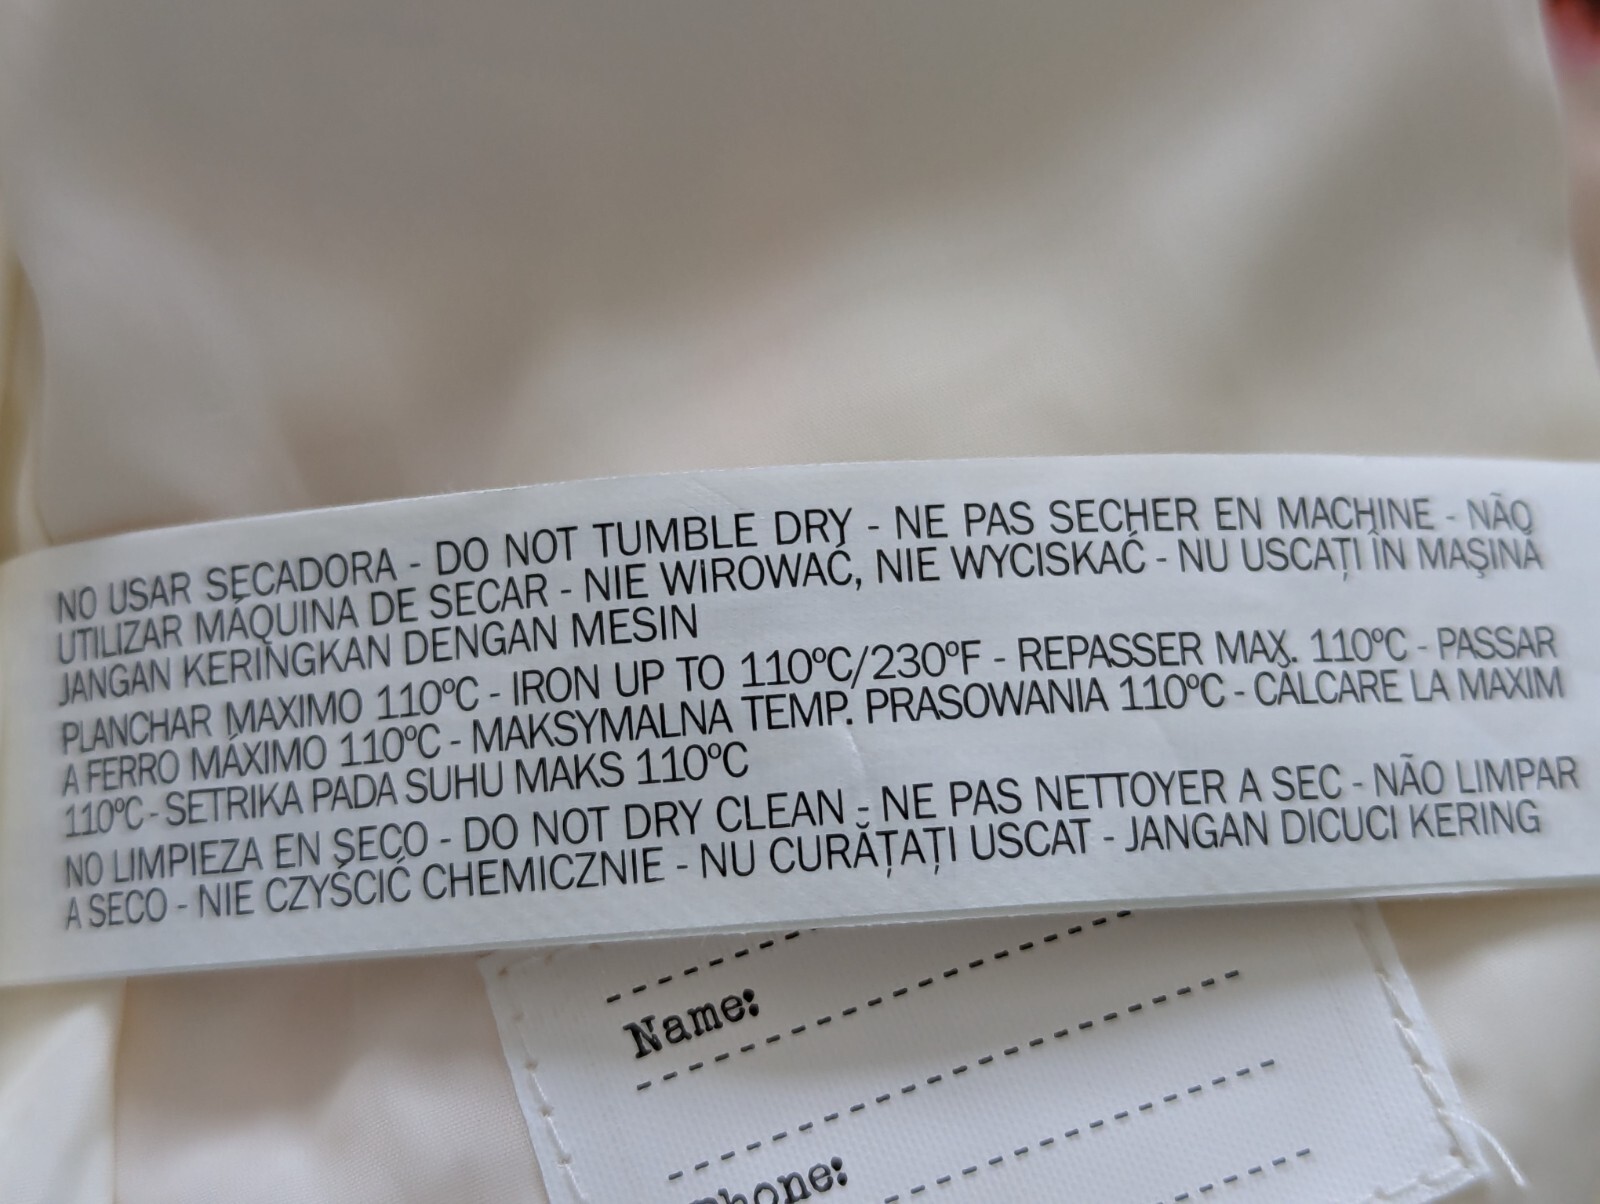 NO USAR SECADORA - DO NOT TUMBLE DRY - NE PAS SECHER EN MACHINE - NÃO
UTILIZAR MÁQUINA DE SECAR - NIE WIROWAĆ, NIE WYCISKAĆ - NU USCAȚI ÎN MAŞINĂ
JANGAN KERINGKAN DENGAN MESIN
PLANCHAR MAXIMO 110ºC - IRON UP TO 110ºC/230ºF - REPASSER MAX. 110ºC - PASSAR
A FERRO MÁXIMO 110ºC - MAKSYMALNA TEMP. PRASOWANIA 110ºC - CĂLCARE LA MAXIM
110ºC - SETRIKA PADA SUHU MAKS 110ºC
NO LIMPIEZA EN SECO - DO NOT DRY CLEAN - NE PAS NETTOYER A SEC - NÃO LIMPAR
A SECO - NIE CZYŚCIĆ CHEMICZNIE - NU CURĂȚAȚI USCAT - JANGAN DICUCI KERING
Name:
Phone: